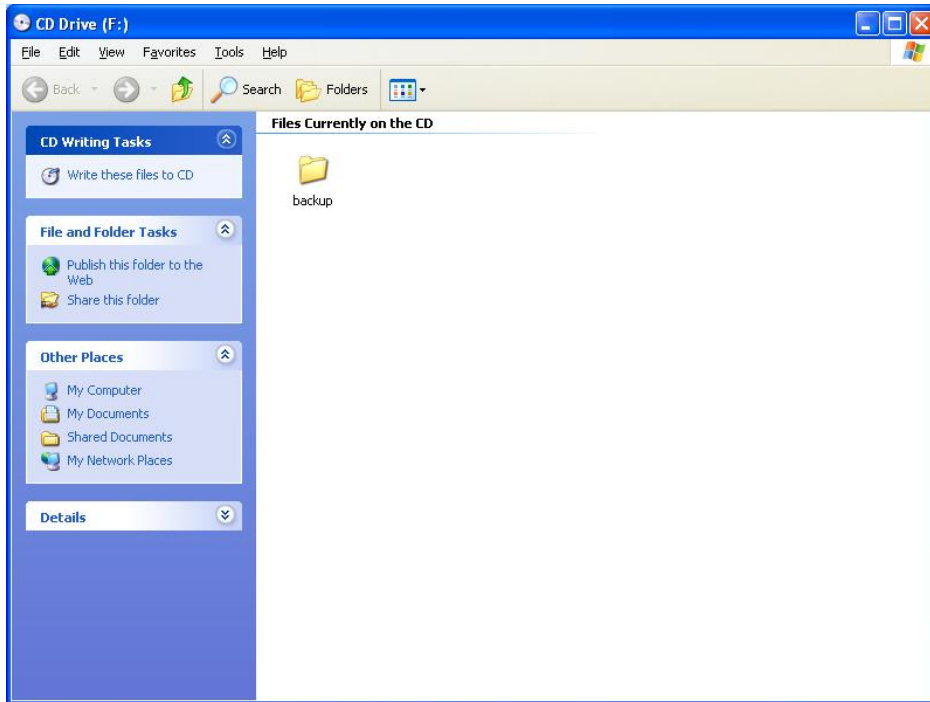 CD Drive (F:)
File Edit View Favorites Tools Help
Back Search Folders
CD Writing Tasks
Write these files to CD
File and Folder Tasks
Publish this folder to the
Web
Share this folder
Other Places
My Computer
My Documents
Shared Documents
My Network Places
Details
Files Currently on the CD
backup